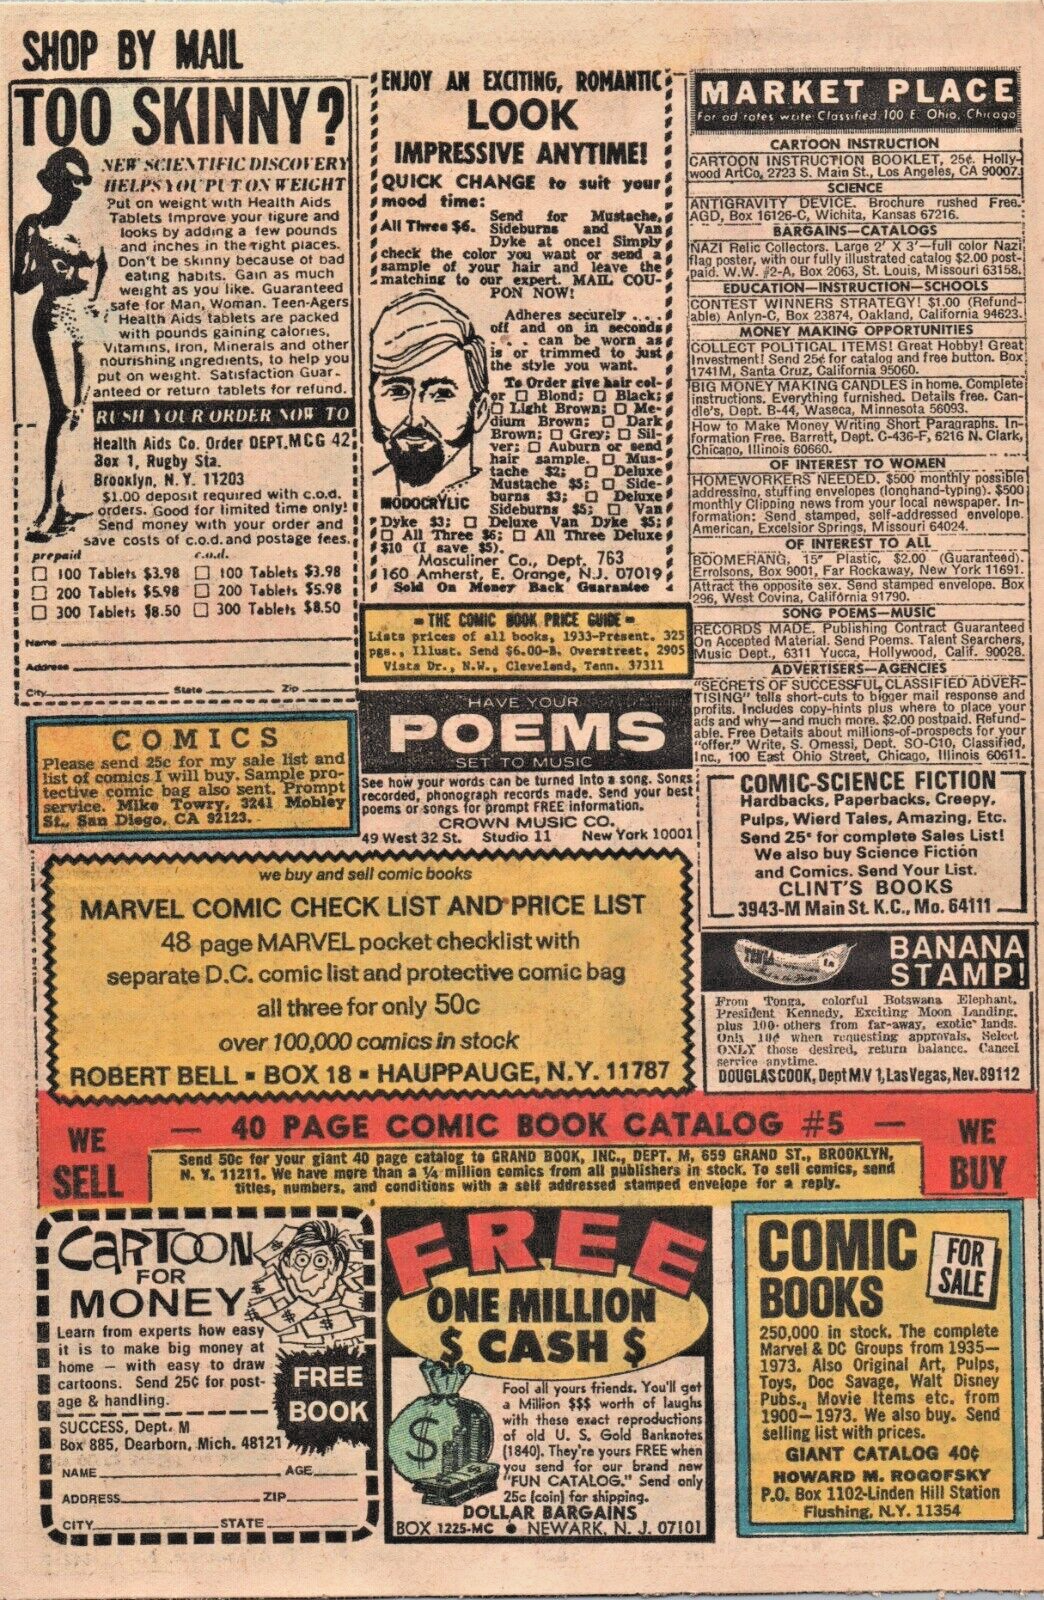 SHOP BY MAIL
TOO SKINNY?
NEW SCIENTIFIC DISCOVERY
HELPS YOU PUT ON WEIGHT
Put on weight with Health Aids
Tablets Improve your figure and
looks by adding a few pounds
and inches in the right places.
Don't be skinny because of bad
eating habits. Gain as much
weight as you like. Guaranteed
safe for Man, Woman. Teen-Agers
Health Aids tablets are packed
with pounds gaining calories,
Vitamins, Iron, Minerals and other
nourishing ingredients, to help you
put on weight. Satisfaction Guar-
anteed or return tablets for refund.
RUSH YOUR ORDER NOW TO
Health Aids Co. Order DEPT. MCG 42
Box 1, Rugby Sta.
Brooklyn, N. Y. 11203
$1.00 deposit required with c.o.d.
orders. Good for limited time only!
Send money with your order and
save costs of c.o.d. and postage fees.
prepaid c.o.d.
☐ 100 Tablets $3.98 ☐ 100 Tablets $3.98
☐ 200 Tablets $5.98 ☐ 200 Tablets $5.98
☐ 300 Tablets $8.50 ☐ 300 Tablets $8.50
Name
Address
City State Zip
COMICS
Please send 25c for my sale list and
list of comics I will buy. Sample pro-
tective comic bag also sent. Prompt
service. Mike Towry, 3241 Mobley
St., San Diego, CA 92123.
ENJOY AN EXCITING, ROMANTIC
LOOK
IMPRESSIVE ANYTIME!
QUICK CHANGE to suit your
mood time:
All Three $6. Send for Mustache,
Sideburns and Van
Dyke at once! Simply
check the color you want or send a
sample of your hair and leave the
matching to our expert. MAIL COU-
PON NOW!
Adheres securely . . .
off and on in seconds
. . . can be worn as
is or trimmed to just
the style you want.
To Order give hair col-
or ☐ Blond; ☐ Black;
☐ Light Brown; ☐ Me-
dium Brown; ☐ Dark
Brown; ☐ Grey; ☐ Sil-
ver; ☐ Auburn or send
hair sample. ☐ Mus-
tache $2; ☐ Deluxe
Mustache $5; ☐ Side-
burns $3; ☐ Deluxe
Sideburns $5; ☐ Van
MODOCRYLIC
Dyke $3; ☐ Deluxe Van Dyke $5;
☐ All Three $6; ☐ All Three Deluxe
$10 (I save $5).
Masculiner Co., Dept. 763
160 Amherst, E. Orange, N.J. 07019
Sold On Money Back Guarantee
THE COMIC BOOK PRICE GUIDE
Lists prices of all books, 1933-Present. 325
pgs., Illust. Send $6.00-B. Overstreet, 2905
Vista Dr., N.W., Cleveland, Tenn. 37311
HAVE YOUR
POEMS
SET TO MUSIC
See how your words can be turned into a song. Songs
recorded, phonograph records made. Send your best
poems or songs for prompt FREE information.
CROWN MUSIC CO.
49 West 32 St. Studio 11 New York 10001
MARKET PLACE
For ad rates write Classified, 100 E. Ohio, Chicago
CARTOON INSTRUCTION
CARTOON INSTRUCTION BOOKLET, 25¢. Holly-
wood ArtCo, 2723 S. Main St., Los Angeles, CA 90007.
SCIENCE
ANTIGRAVITY DEVICE. Brochure rushed Free.
AGD, Box 16126-C, Wichita, Kansas 67216.
BARGAINS—CATALOGS
NAZI Relic Collectors. Large 2' X 3'—full color Nazi
flag poster, with our fully illustrated catalog $2.00 post-
paid. W.W. #2-A, Box 2063, St. Louis, Missouri 63158.
EDUCATION—INSTRUCTION—SCHOOLS
CONTEST WINNERS STRATEGY! $1.00 (Refund-
able) Anlyn-C, Box 23874, Oakland, California 94623.
MONEY MAKING OPPORTUNITIES
COLLECT POLITICAL ITEMS! Great Hobby! Great
Investment! Send 25¢ for catalog and free button. Box
1741M, Santa Cruz, California 95060.
BIG MONEY MAKING CANDLES in home. Complete
instructions. Everything furnished. Details free. Can-
dle's, Dept. B-44, Waseca, Minnesota 56093.
How to Make Money Writing Short Paragraphs. In-
formation Free. Barrett, Dept. C-436-F, 6216 N. Clark,
Chicago, Illinois 60660.
OF INTEREST TO WOMEN
HOMEWORKERS NEEDED. $500 monthly possible
addressing, stuffing envelopes (longhand-typing). $500
monthly Clipping news from your local newspaper. In-
formation: Send stamped, self-addressed envelope.
American, Excelsior Springs, Missouri 64024.
OF INTEREST TO ALL
BOOMERANG, 15" Plastic, $2.00 (Guaranteed).
Errolsons, Box 9001, Far Rockaway, New York 11691.
Attract the opposite sex. Send stamped envelope. Box
296, West Covina, California 91790.
SONG POEMS—MUSIC
RECORDS MADE. Publishing Contract Guaranteed
On Accepted Material. Send Poems. Talent Searchers,
Music Dept., 6311 Yucca, Hollywood, Calif. 90028.
ADVERTISERS—AGENCIES
"SECRETS OF SUCCESSFUL CLASSIFIED ADVER-
TISING" tells short-cuts to bigger mail response and
profits. Includes copy-hints plus where to place your
ads and why—and much more. $2.00 postpaid. Refund-
able. Free Details about millions-of-prospects for your
"offer." Write, S. Omessi, Dept. SO-C10, Classified,
Inc., 100 East Ohio Street, Chicago, Illinois 60611.
COMIC-SCIENCE FICTION
Hardbacks, Paperbacks, Creepy,
Pulps, Wierd Tales, Amazing, Etc.
Send 25¢ for complete Sales List!
We also buy Science Fiction
and Comics. Send Your List.
CLINT'S BOOKS
3943-M Main St. K.C., Mo. 64111
we buy and sell comic books
MARVEL COMIC CHECK LIST AND PRICE LIST
48 page MARVEL pocket checklist with
separate D.C. comic list and protective comic bag
all three for only 50c
over 100,000 comics in stock
ROBERT BELL ▪ BOX 18 ▪ HAUPPAUGE, N.Y. 11787
TONGA
BANANA
STAMP!
From Tonga, colorful Botswana Elephant,
President Kennedy, Exciting Moon Landing,
plus 100 others from far-away, exotic lands.
Only 10¢ when requesting approvals. Select
ONLY those desired, return balance. Cancel
service anytime.
DOUGLAS COOK, Dept MV 1, Las Vegas, Nev. 89112
WE
SELL
— 40 PAGE COMIC BOOK CATALOG #5 —
Send 50c for your giant 40 page catalog to GRAND BOOK, INC., DEPT. M, 659 GRAND ST., BROOKLYN,
N. Y. 11211. We have more than a ¼ million comics from all publishers in stock. To sell comics, send
titles, numbers, and conditions with a self addressed stamped envelope for a reply.
WE
BUY
CARTOON
FOR
MONEY
Learn from experts how easy
it is to make big money at
home — with easy to draw
cartoons. Send 25¢ for post-
age & handling.
FREE
BOOK
SUCCESS, Dept. M
Box 885, Dearborn, Mich. 48121
NAME AGE
ADDRESS ZIP
CITY STATE
FREE
ONE MILLION
$ CASH $
$
Fool all yours friends. You'll get
a Million $$$ worth of laughs
with these exact reproductions
of old U. S. Gold Banknotes
(1840). They're yours FREE when
you send for our brand new
"FUN CATALOG." Send only
25c (coin) for shipping.
DOLLAR BARGAINS
BOX 1225-MC ● NEWARK, N. J. 07101
COMIC
BOOKS
FOR
SALE
250,000 in stock. The complete
Marvel & DC Groups from 1935—
1973. Also Original Art, Pulps,
Toys, Doc Savage, Walt Disney
Pubs., Movie Items etc. from
1900—1973. We also buy. Send
selling list with prices.
GIANT CATALOG 40¢
HOWARD M. ROGOFSKY
P.O. Box 1102-Linden Hill Station
Flushing, N.Y. 11354